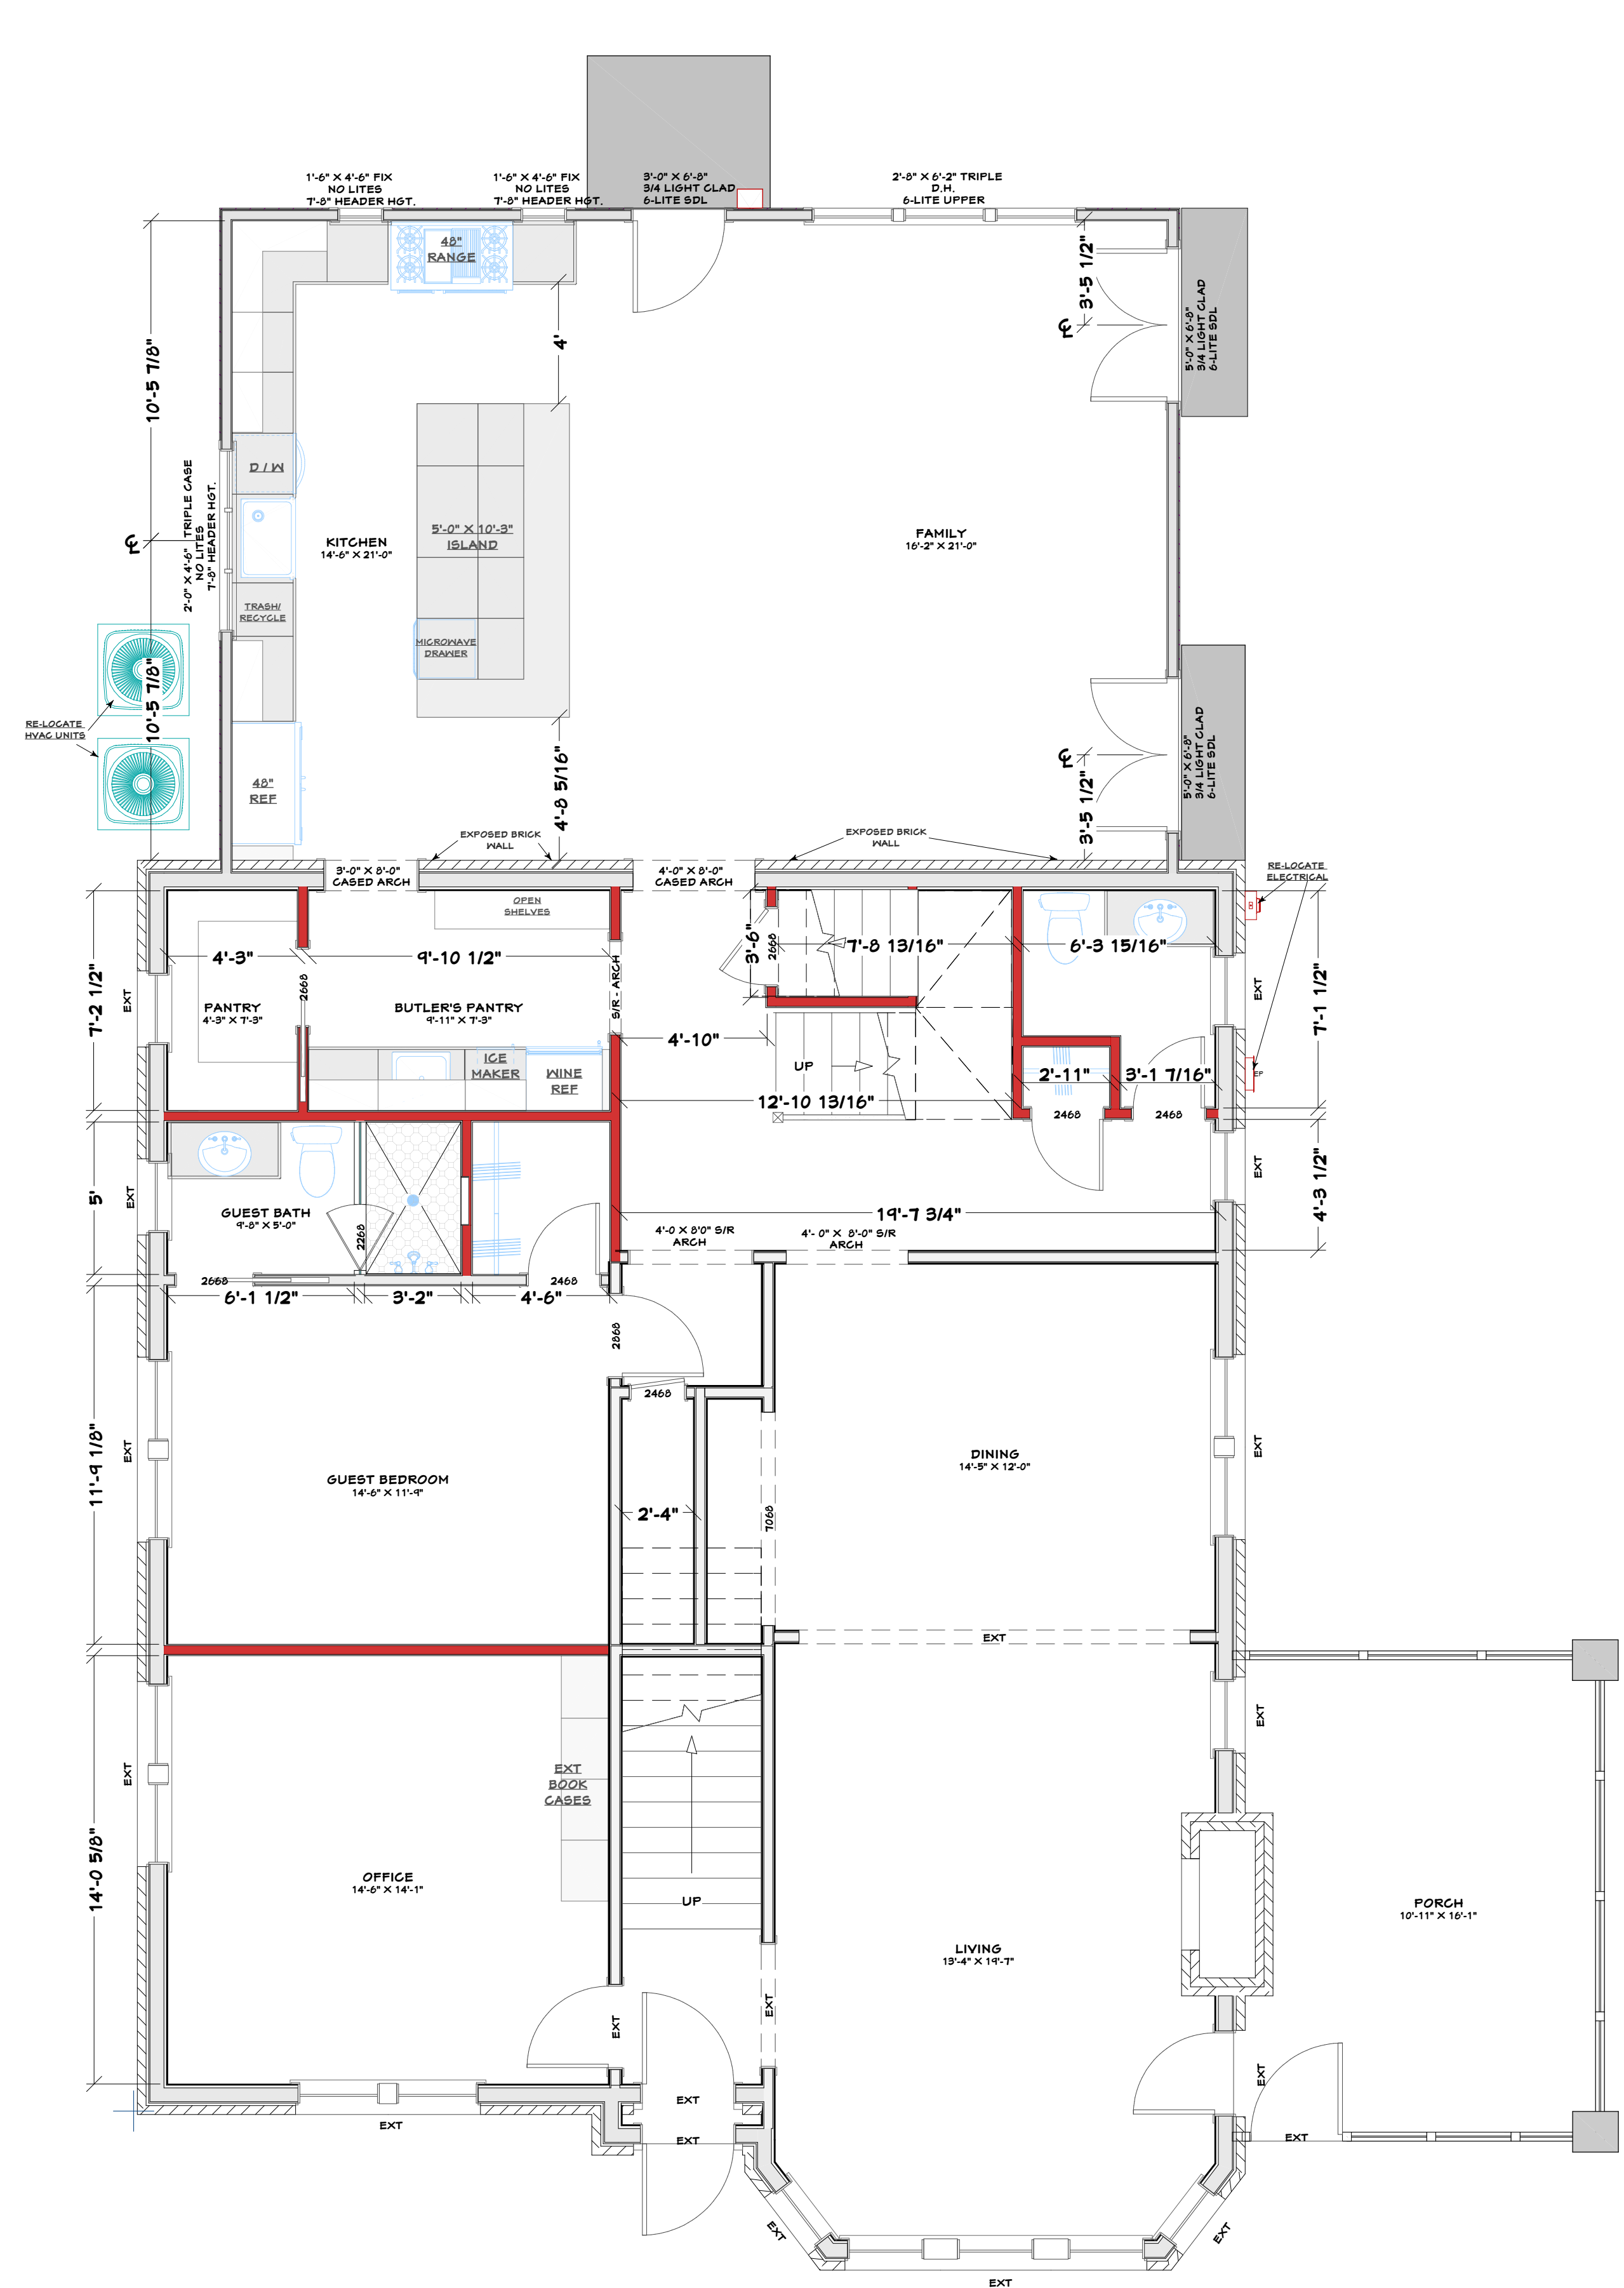 1'-6" X 4'-6" FIX
NO LITES
7'-8" HEADER HGT.
1'-6" X 4'-6" FIX
NO LITES
7'-8" HEADER HGT.
3'-0" X 6'-8"
3/4 LIGHT CLAD
6-LITE SDL
2'-8" X 6'-2" TRIPLE
D.H.
6-LITE UPPER
48"
RANGE
3'-5 1/2"
5'-0" X 6'-8"
3/4 LIGHT CLAD
6-LITE SDL
10'-5 7/8"
4'
D / W
2'-0" X 4'-6" TRIPLE CASE
NO LITES
7'-8" HEADER HGT.
KITCHEN
14'-6" X 21'-0"
5'-0" X 10'-3"
ISLAND
FAMILY
16'-2" X 21'-0"
TRASH/
RECYCLE
MICROWAVE
DRAWER
10'-5 7/8"
RE-LOCATE
HVAC UNITS
48"
REF
4'-8 5/16"
3'-5 1/2"
5'-0" X 6'-8"
3/4 LIGHT CLAD
6-LITE SDL
EXPOSED BRICK
WALL
EXPOSED BRICK
WALL
3'-0" X 8'-0"
CASED ARCH
4'-0" X 8'-0"
CASED ARCH
RE-LOCATE
ELECTRICAL
OPEN
SHELVES
7'-2 1/2"
4'-3"
9'-10 1/2"
3'-6"
2668
7'-8 13/16"
6'-3 15/16"
EXT
2668
S/R - ARCH
EXT
7'-1 1/2"
PANTRY
4'-3" X 7'-3"
BUTLER'S PANTRY
9'-11" X 7'-3"
4'-10"
ICE
MAKER
WINE
REF
UP
2'-11"
3'-1 7/16"
EP
12'-10 13/16"
2468
2468
5'
EXT
GUEST BATH
9'-8" X 5'-0"
2268
EXT
4'-3 1/2"
19'-7 3/4"
4'-0 X 8'0" S/R
ARCH
4'- 0" X 8'-0" S/R
ARCH
2668
2468
6'-1 1/2"
3'-2"
4'-6"
2868
2468
11'-9 1/8"
EXT
GUEST BEDROOM
14'-6" X 11'-9"
DINING
14'-5" X 12'-0"
EXT
2'-4"
7068
EXT
EXT
EXT
EXT
BOOK
CASES
14'-0 5/8"
OFFICE
14'-6" X 14'-1"
UP
PORCH
10'-11" X 16'-1"
LIVING
13'-4" X 19'-7"
EXT
EXT
EXT
EXT
EXT
EXT
EXT
EXT
EXT
EXT